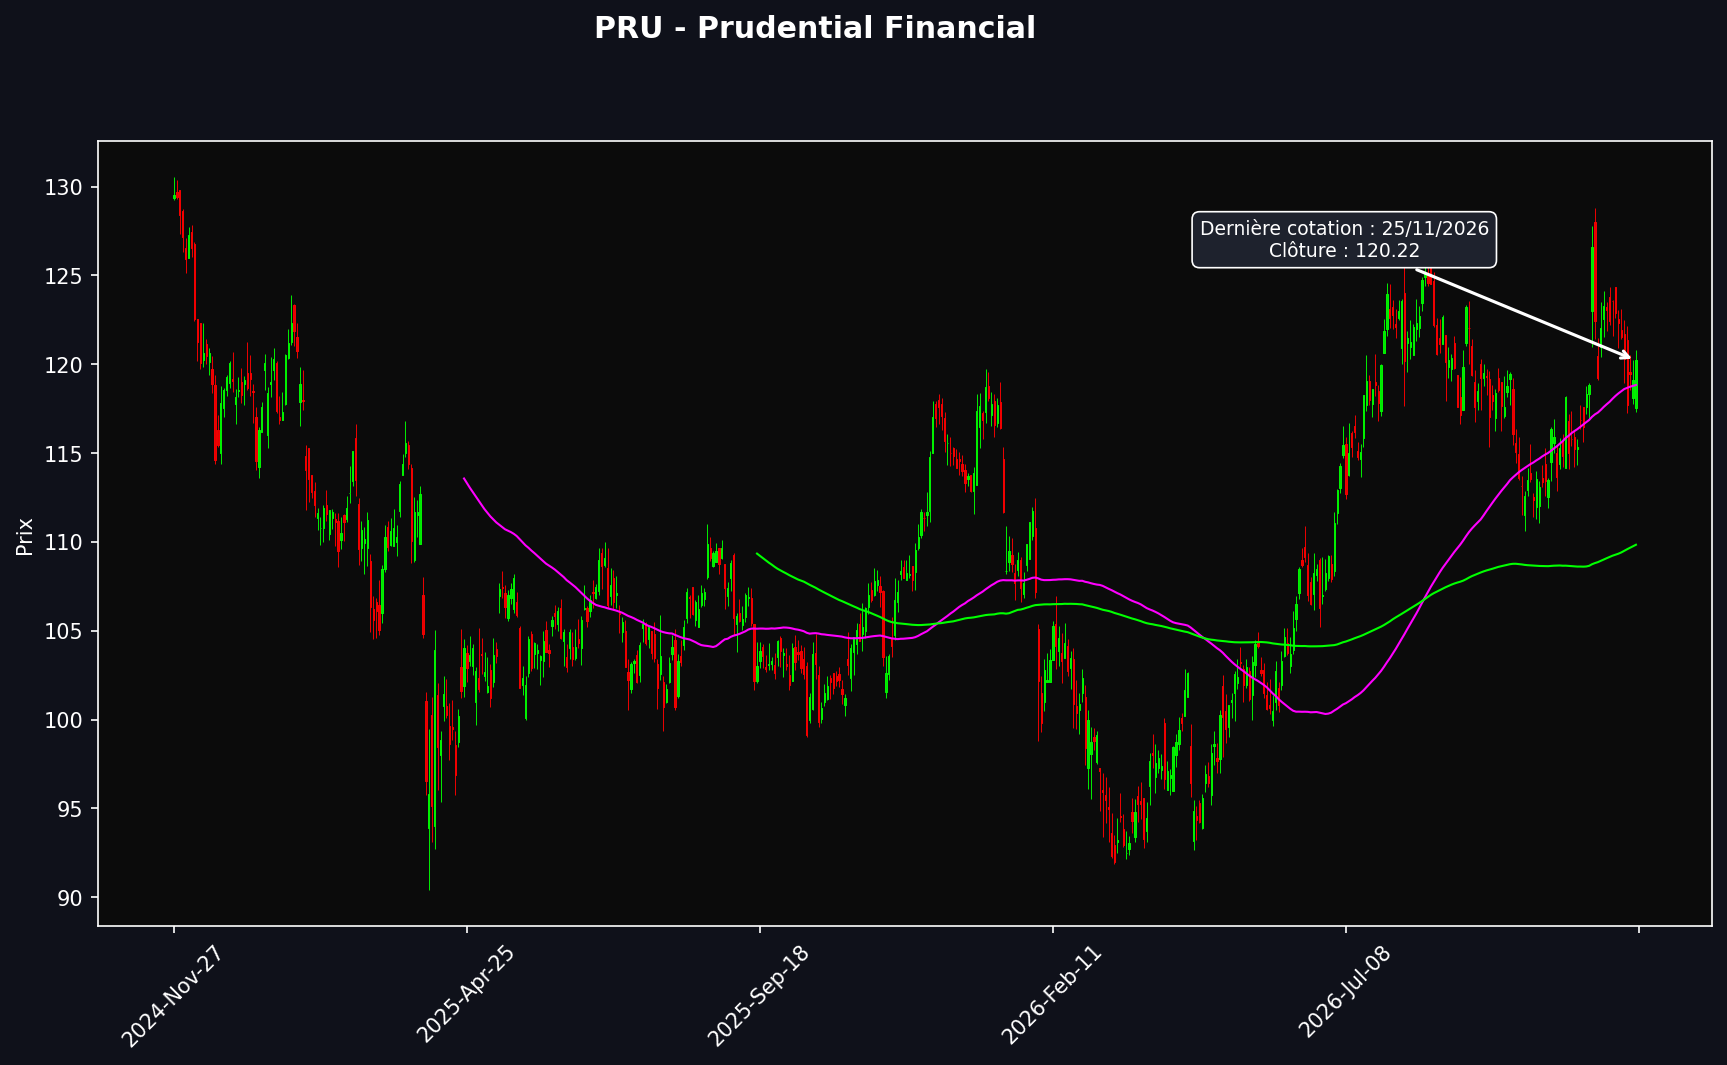 PRU - Prudential Financial
Dernière cotation : 25/11/2026
Clôture : 120.22
Prix
130
125
120
115
110
105
100
95
90
2024-Nov-27
2025-Apr-25
2025-Sep-18
2026-Feb-11
2026-Jul-08